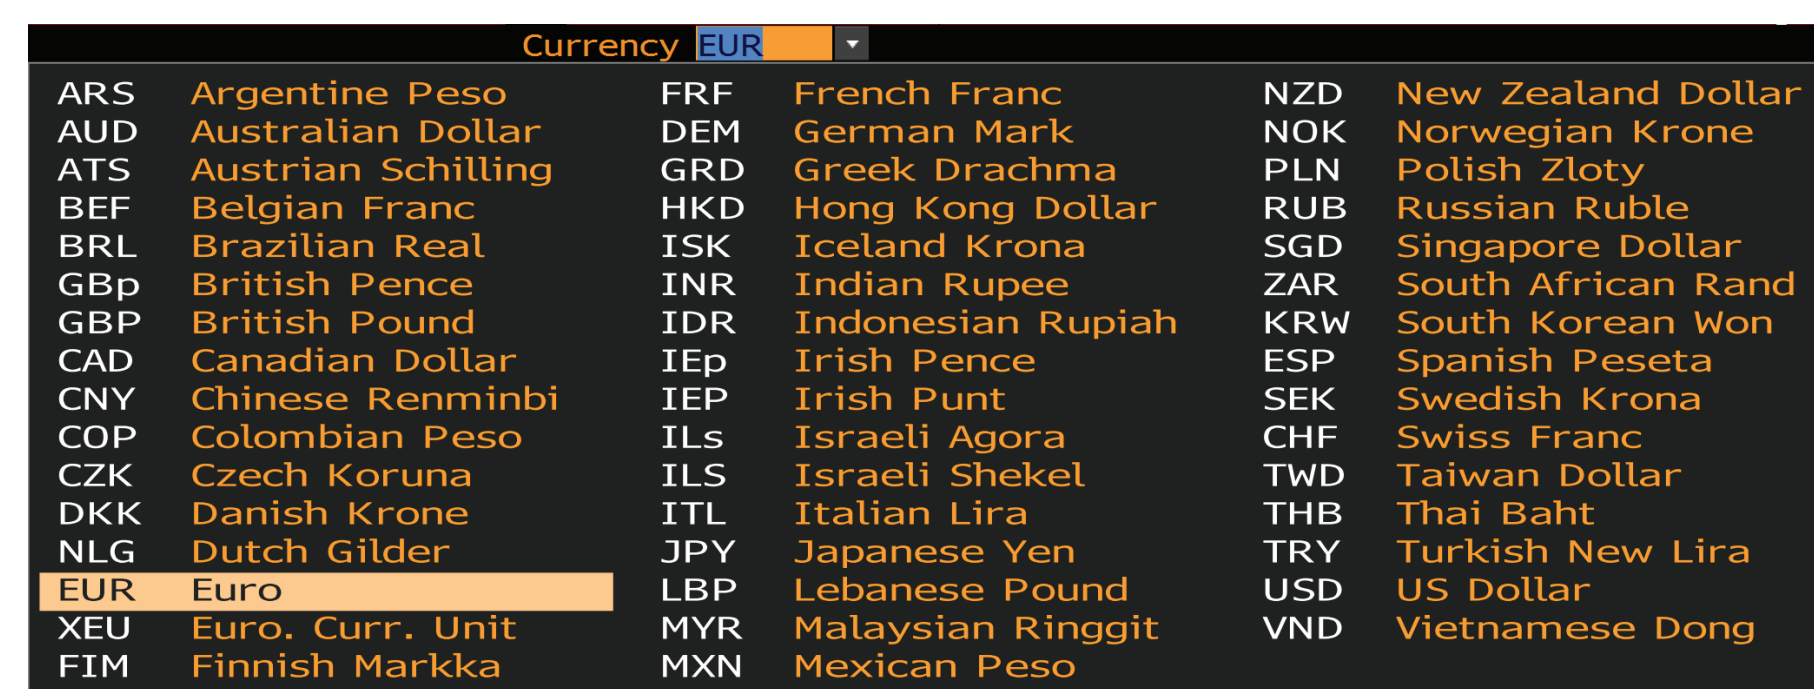 Currency EUR
ARS Argentine Peso
AUD Australian Dollar
ATS Austrian Schilling
BEF Belgian Franc
BRL Brazilian Real
GBp British Pence
GBP British Pound
CAD Canadian Dollar
CNY Chinese Renminbi
COP Colombian Peso
CZK Czech Koruna
DKK Danish Krone
NLG Dutch Gilder
EUR Euro
XEU Euro. Curr. Unit
FIM Finnish Markka
FRF French Franc
DEM German Mark
GRD Greek Drachma
HKD Hong Kong Dollar
ISK Iceland Krona
INR Indian Rupee
IDR Indonesian Rupiah
IEp Irish Pence
IEP Irish Punt
ILs Israeli Agora
ILS Israeli Shekel
ITL Italian Lira
JPY Japanese Yen
LBP Lebanese Pound
MYR Malaysian Ringgit
MXN Mexican Peso
NZD New Zealand Dollar
NOK Norwegian Krone
PLN Polish Zloty
RUB Russian Ruble
SGD Singapore Dollar
ZAR South African Rand
KRW South Korean Won
ESP Spanish Peseta
SEK Swedish Krona
CHF Swiss Franc
TWD Taiwan Dollar
THB Thai Baht
TRY Turkish New Lira
USD US Dollar
VND Vietnamese Dong